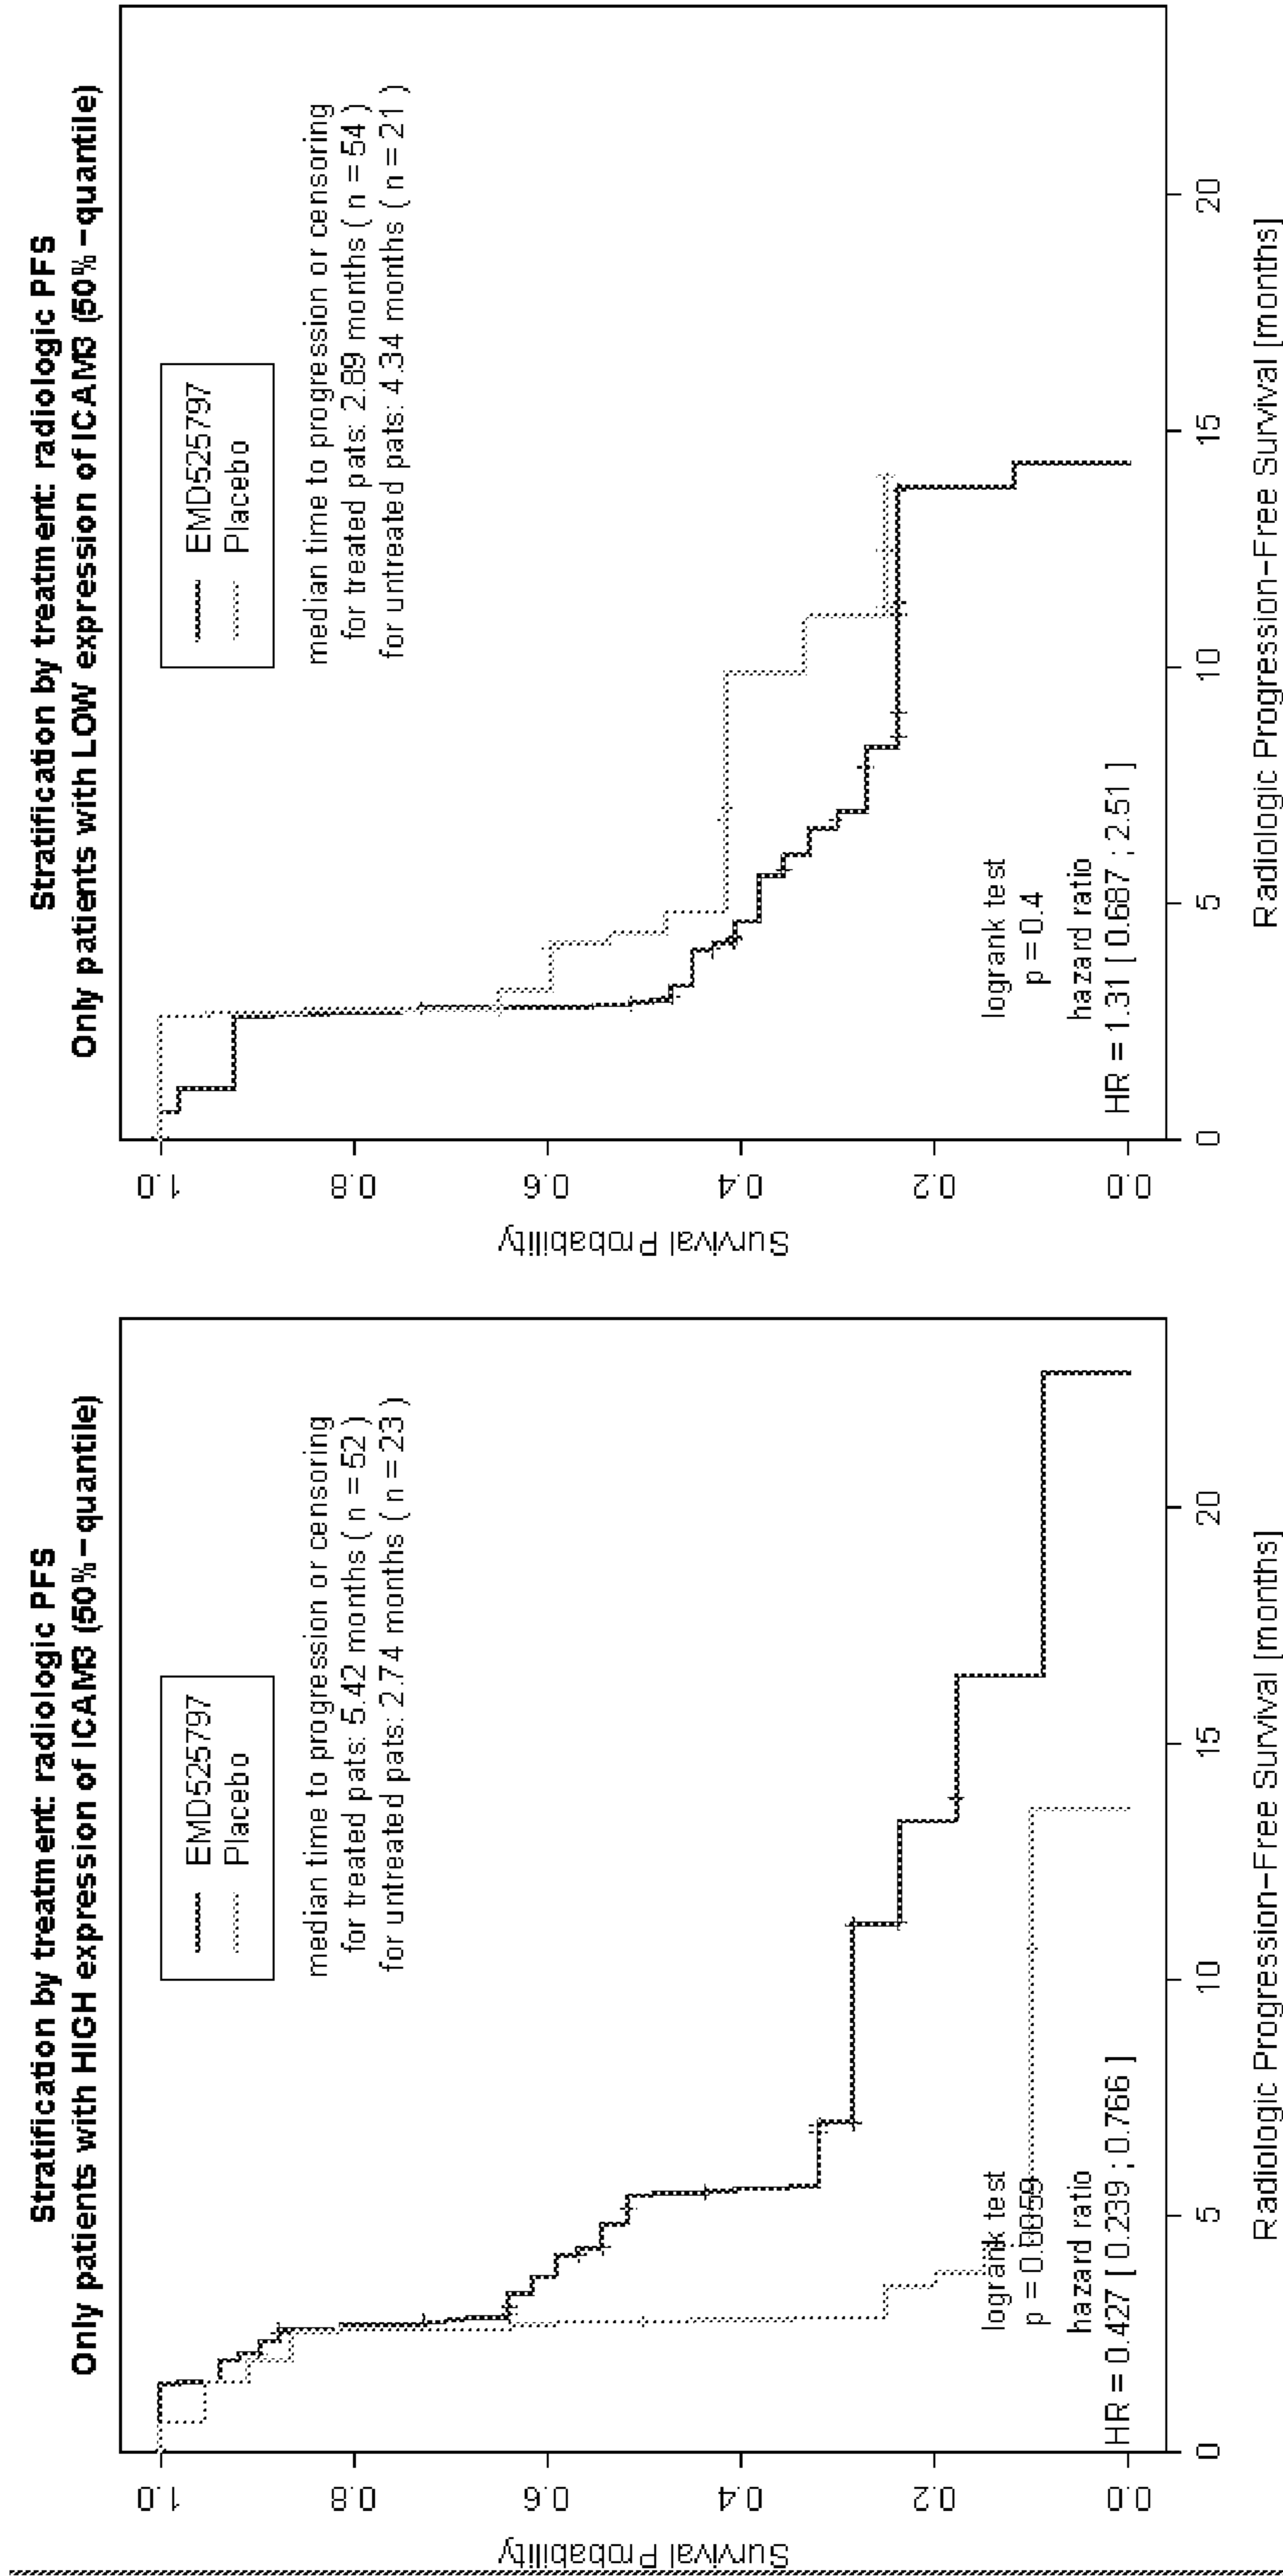 Stratification by treatment: radiologic PFS
Only patients with HIGH expression of ICAM3 (50%-quantile)
EMD525797
Placebo
median time to progression or censoring
for treated pats: 5.42 months ( n = 52 )
for untreated pats: 2.74 months ( n = 23 )
logrank test
p = 0.0059
hazard ratio
HR = 0.427 [ 0.239 ; 0.766 ]
Survival Probability
1.0
0.8
0.6
0.4
0.2
0.0
0 5 10 15 20
Radiologic Progression-Free Survival [months]
Stratification by treatment: radiologic PFS
Only patients with LOW expression of ICAM3 (50%-quantile)
EMD525797
Placebo
median time to progression or censoring
for treated pats: 2.89 months ( n = 54 )
for untreated pats: 4.34 months ( n = 21 )
logrank test
p = 0.4
hazard ratio
HR = 1.31 [ 0.687 ; 2.51 ]
Survival Probability
1.0
0.8
0.6
0.4
0.2
0.0
0 5 10 15 20
Radiologic Progression-Free Survival [months]